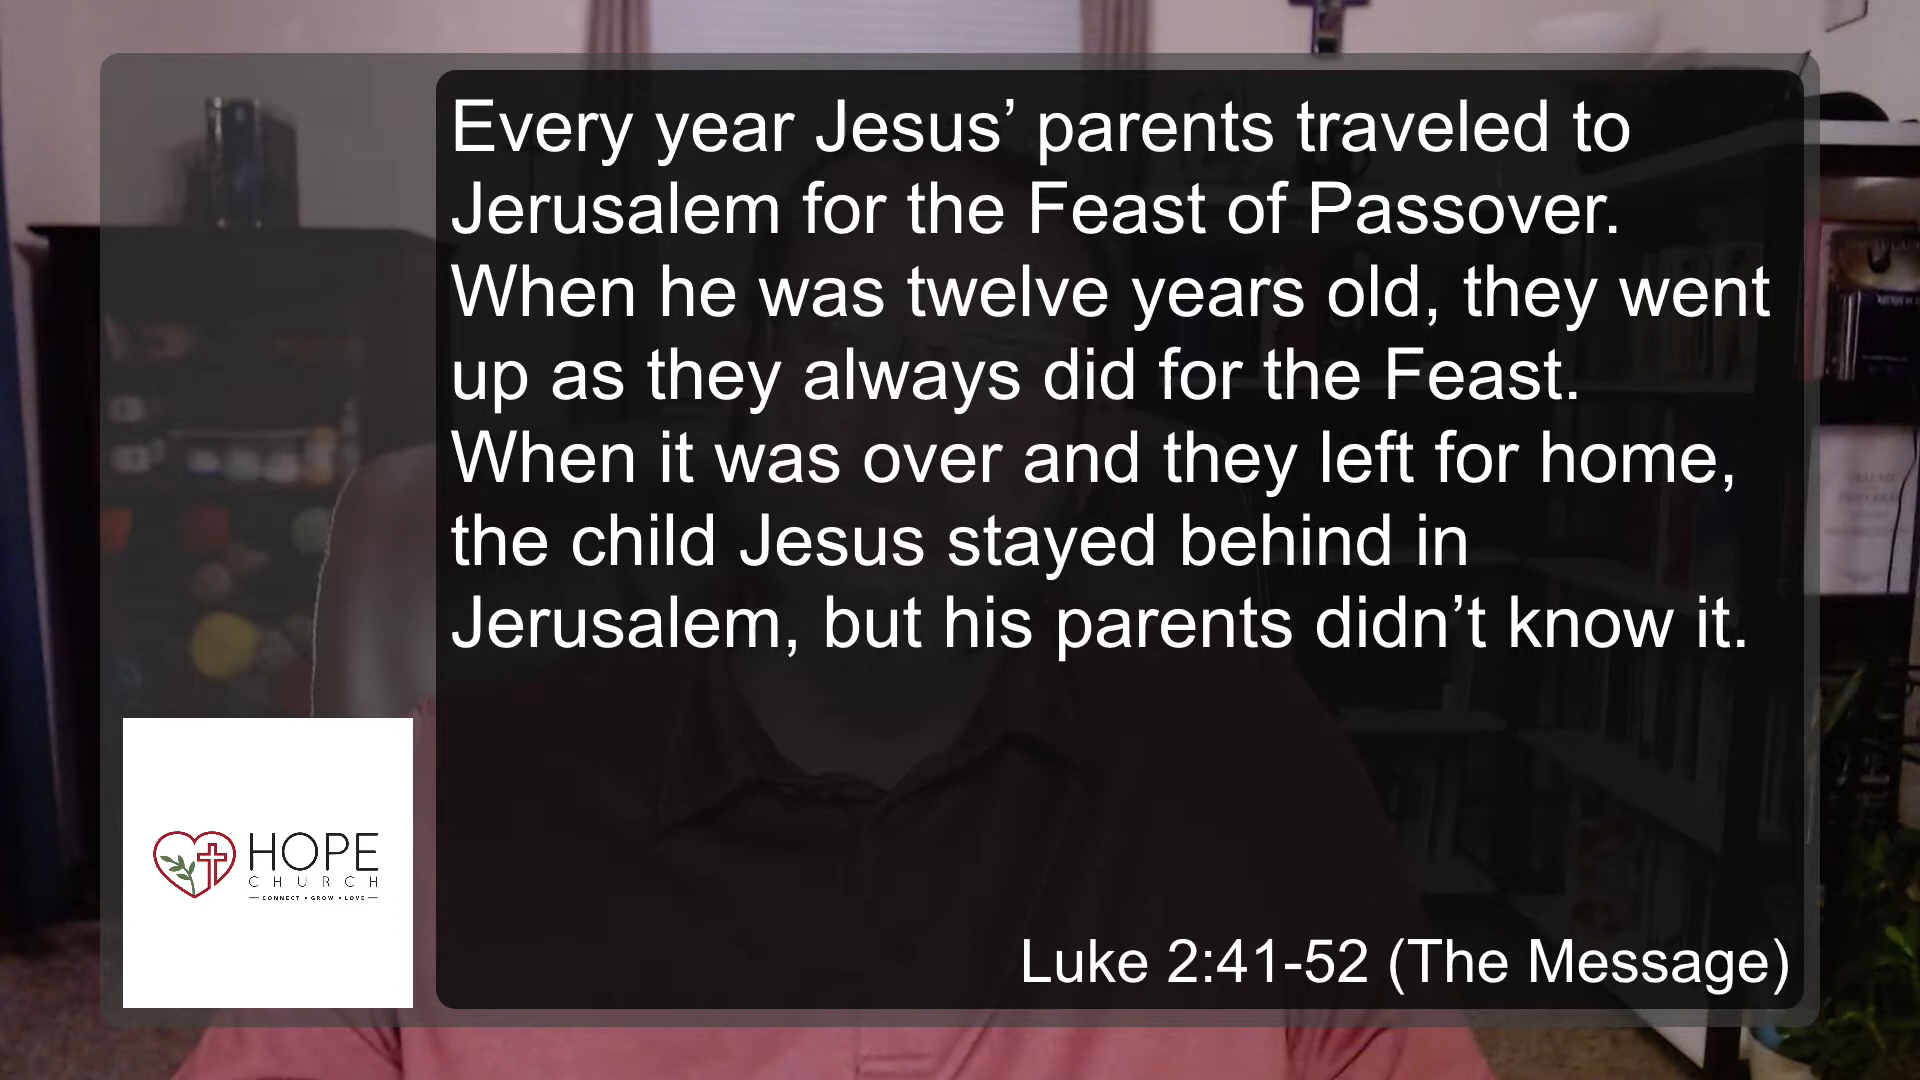 Every year Jesus’ parents traveled to
Jerusalem for the Feast of Passover.
When he was twelve years old, they went
up as they always did for the Feast.
When it was over and they left for home,
the child Jesus stayed behind in
Jerusalem, but his parents didn’t know it.
Luke 2:41-52 (The Message)
HOPE
CHURCH
CONNECT • GROW • LOVE